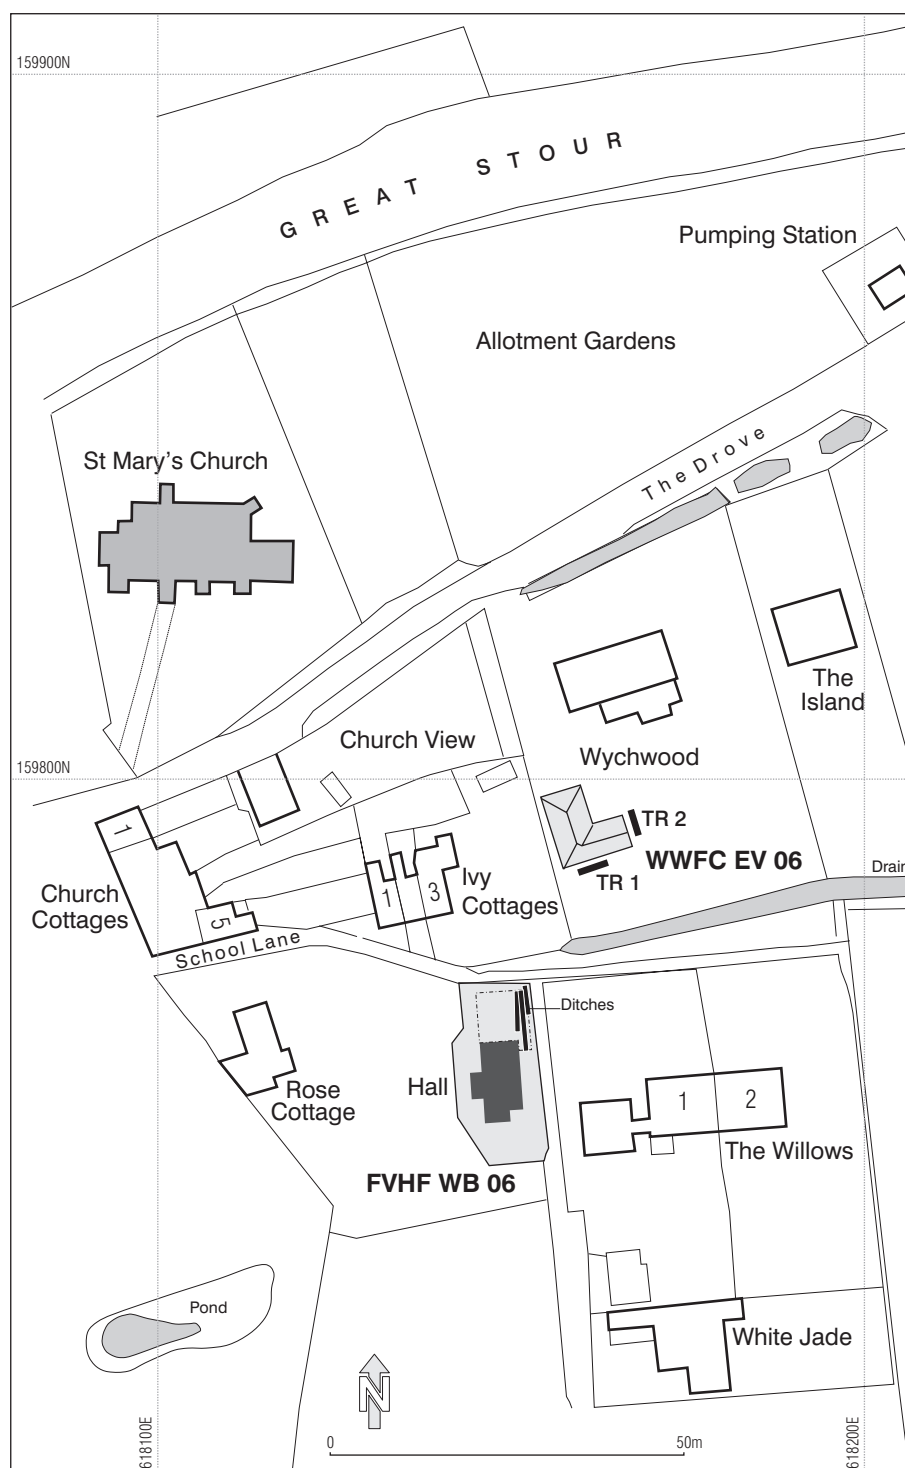 159900N
GREAT STOUR
Pumping Station
Allotment Gardens
The Drove
St Mary's Church
The
Island
Church View
Wychwood
159800N
1
TR 2
WWFC EV 06
TR 1
Drain
Church
Cottages
5
1
3
Ivy
Cottages
School Lane
Ditches
Hall
Rose
Cottage
1
2
The Willows
FVHF WB 06
Pond
White Jade
N
618100E
0
50m
618200E